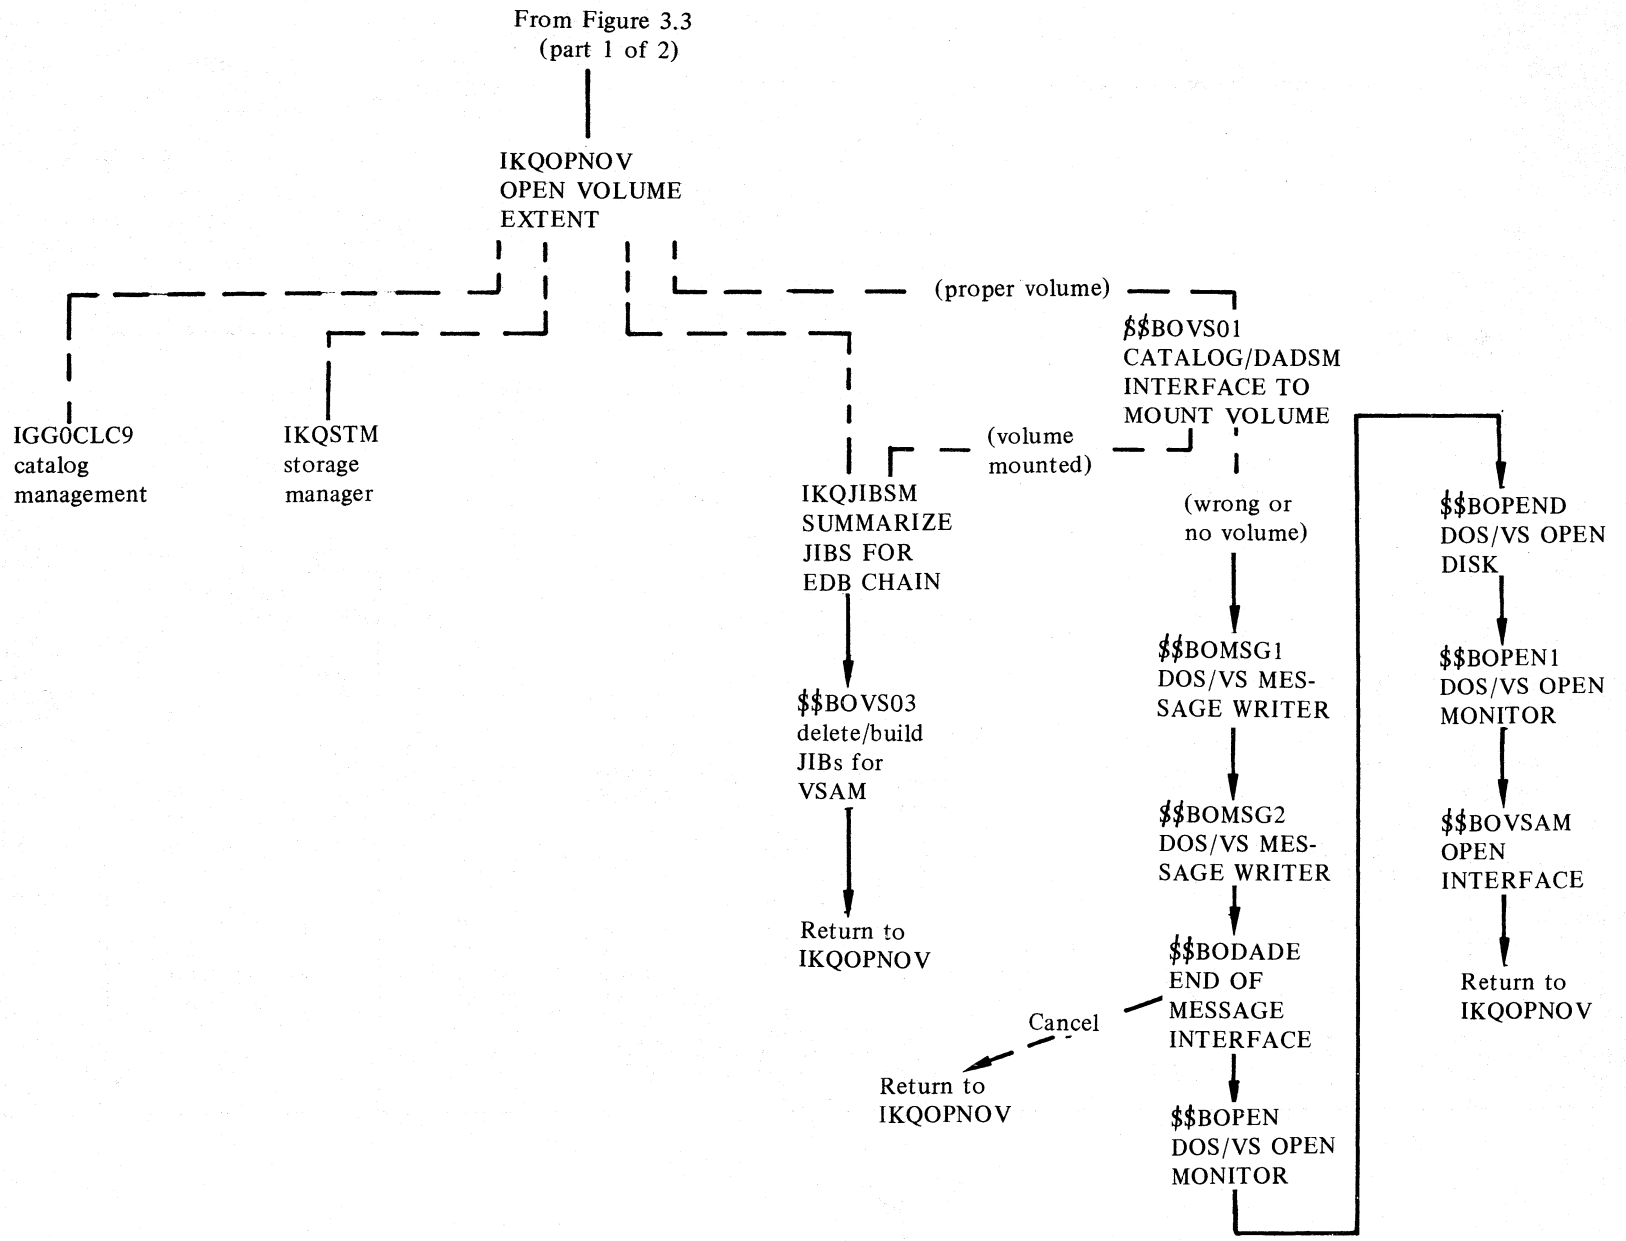 From Figure 3.3
(part 1 of 2)
IKQOPNOV
OPEN VOLUME
EXTENT
(proper volume)
$$BOVS01
CATALOG/DADSM
INTERFACE TO
MOUNT VOLUME
IGG0CLC9
catalog
management
IKQSTM
storage
manager
(volume
mounted)
IKQJIBSM
SUMMARIZE
JIBS FOR
EDB CHAIN
(wrong or
no volume)
$$BOPEND
DOS/VS OPEN
DISK
$$BOMSG1
DOS/VS MES-
SAGE WRITER
$$BOPEN1
DOS/VS OPEN
MONITOR
$$BOVS03
delete/build
JIBs for
VSAM
$$BOMSG2
DOS/VS MES-
SAGE WRITER
$$BOVSAM
OPEN
INTERFACE
Return to
IKQOPNOV
$$BODADE
END OF
MESSAGE
INTERFACE
Return to
IKQOPNOV
Cancel
Return to
IKQOPNOV
$$BOPEN
DOS/VS OPEN
MONITOR